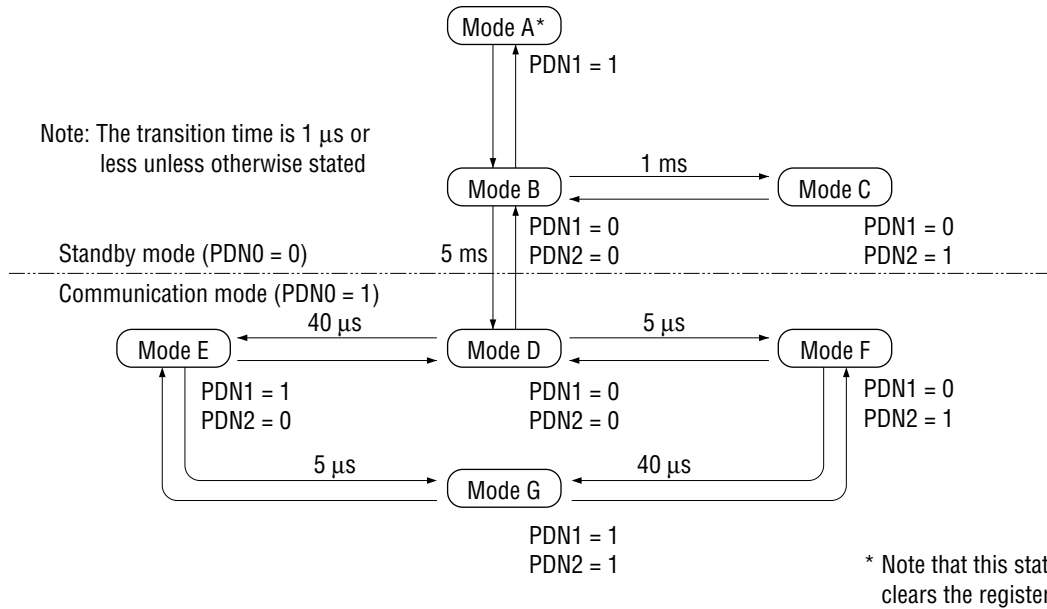 Mode A*
PDN1 = 1
Note: The transition time is 1 µs or
less unless otherwise stated
1 ms
Mode B
Mode C
PDN1 = 0
PDN2 = 0
PDN1 = 0
PDN2 = 1
Standby mode (PDN0 = 0)
5 ms
Communication mode (PDN0 = 1)
40 µs
5 µs
Mode E
Mode D
Mode F
PDN1 = 1
PDN2 = 0
PDN1 = 0
PDN2 = 0
PDN1 = 0
PDN2 = 1
5 µs
40 µs
Mode G
PDN1 = 1
PDN2 = 1
* Note that this stat
clears the register